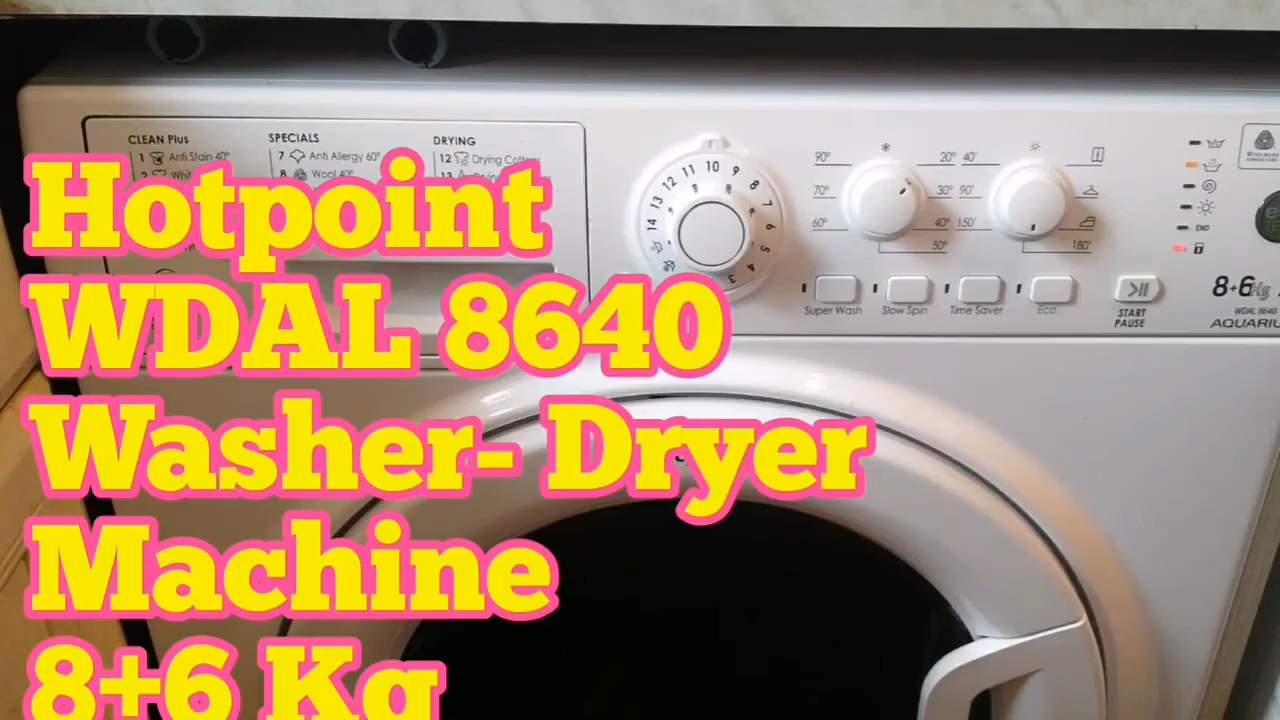 CLEAN Plus
SPECIALS
DRYING
1 Anti Stain 40°
7 Anti Allergy 60°
12 Drying
2
8 Wool 40°
13
Hotpoint
WDAL 8640
Washer- Dryer
Machine
8+6 Kg
14 13 12 11 10 9 8 7 6 5 4 3
90° 20°
70° 30°
60° 40°
50°
40'
90'
150' 180'
Super Wash
Slow Spin
Time Saver
Eco
START
PAUSE
END
WOOLMARK
8+6Kg
WDAL 8640